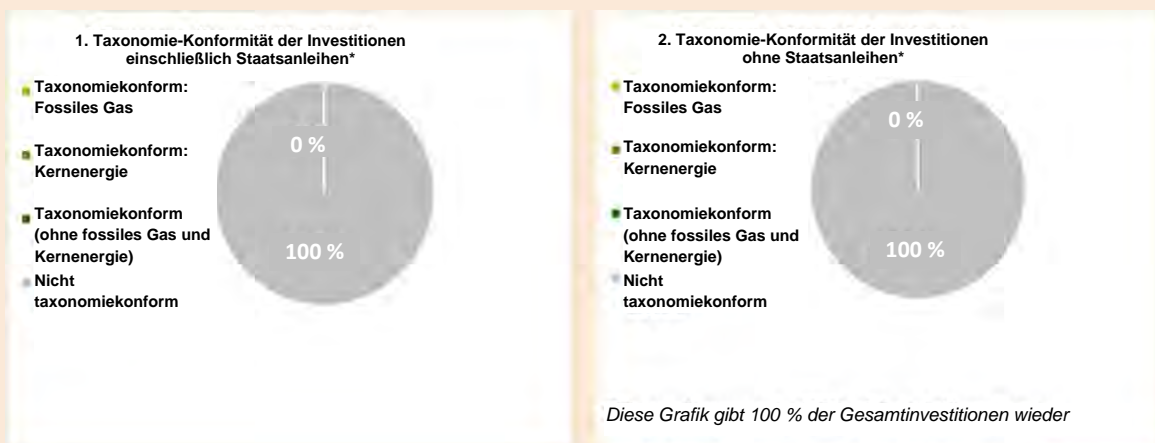 1. Taxonomie-Konformität der Investitionen
einschließlich Staatsanleihen*
Taxonomiekonform:
Fossiles Gas
Taxonomiekonform:
Kernenergie
Taxonomiekonform
(ohne fossiles Gas und
Kernenergie)
Nicht
taxonomiekonform
0 %
100 %
2. Taxonomie-Konformität der Investitionen
ohne Staatsanleihen*
Taxonomiekonform:
Fossiles Gas
Taxonomiekonform:
Kernenergie
Taxonomiekonform
(ohne fossiles Gas und
Kernenergie)
Nicht
taxonomiekonform
0 %
100 %
Diese Grafik gibt 100 % der Gesamtinvestitionen wieder